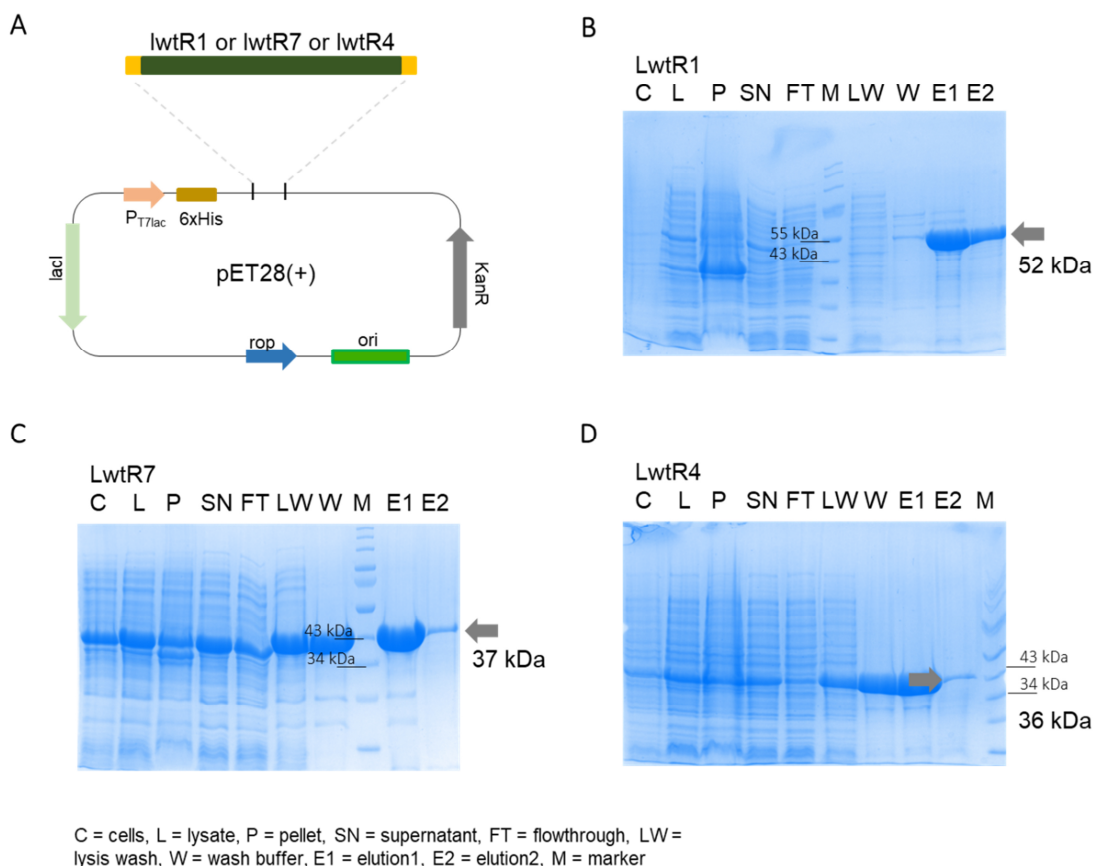 A
lwtR1 or lwtR7 or lwtR4
PT7lac
6xHis
lacI
pET28(+)
KanR
rop
ori
B
LwtR1
C L P SN FT M LW W E1 E2
55 kDa
43 kDa
52 kDa
C
LwtR7
C L P SN FT LW W M E1 E2
43 kDa
34 kDa
37 kDa
D
LwtR4
C L P SN FT LW W E1 E2 M
43 kDa
34 kDa
36 kDa
C = cells, L = lysate, P = pellet, SN = supernatant, FT = flowthrough, LW =
lysis wash, W = wash buffer, E1 = elution1, E2 = elution2, M = marker